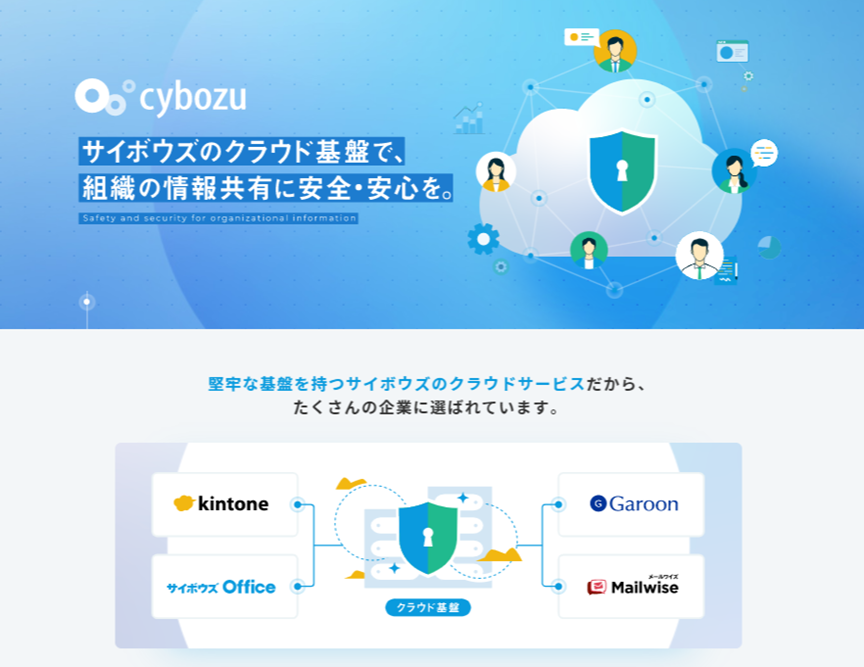 cybozu
サイボウズのクラウド基盤で、
組織の情報共有に安全・安心を。
Safety and security for organizational information
堅牢な基盤を持つサイボウズのクラウドサービスだから、
たくさんの企業に選ばれています。
kintone
G Garoon
サイボウズ Office
メールワイズ
Mailwise
クラウド基盤